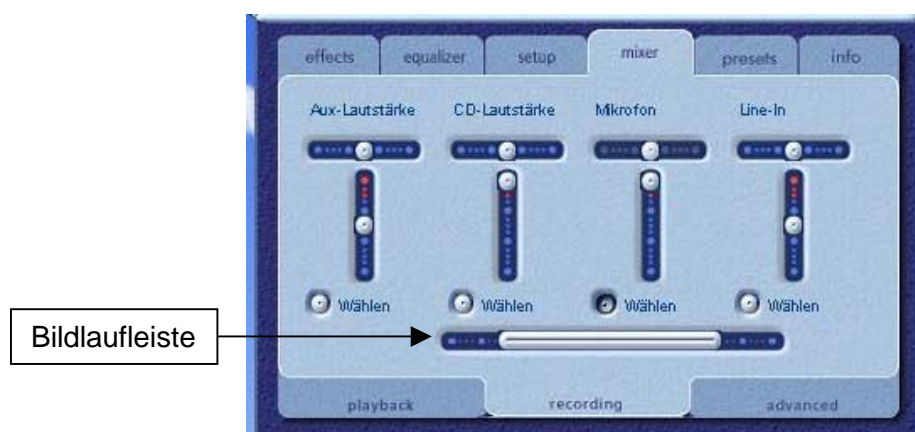 effects equalizer setup mixer presets info
Aux-Lautstärke CD-Lautstärke Mikrofon Line-In
Wählen Wählen Wählen Wählen
Bildlaufleiste
playback recording advanced